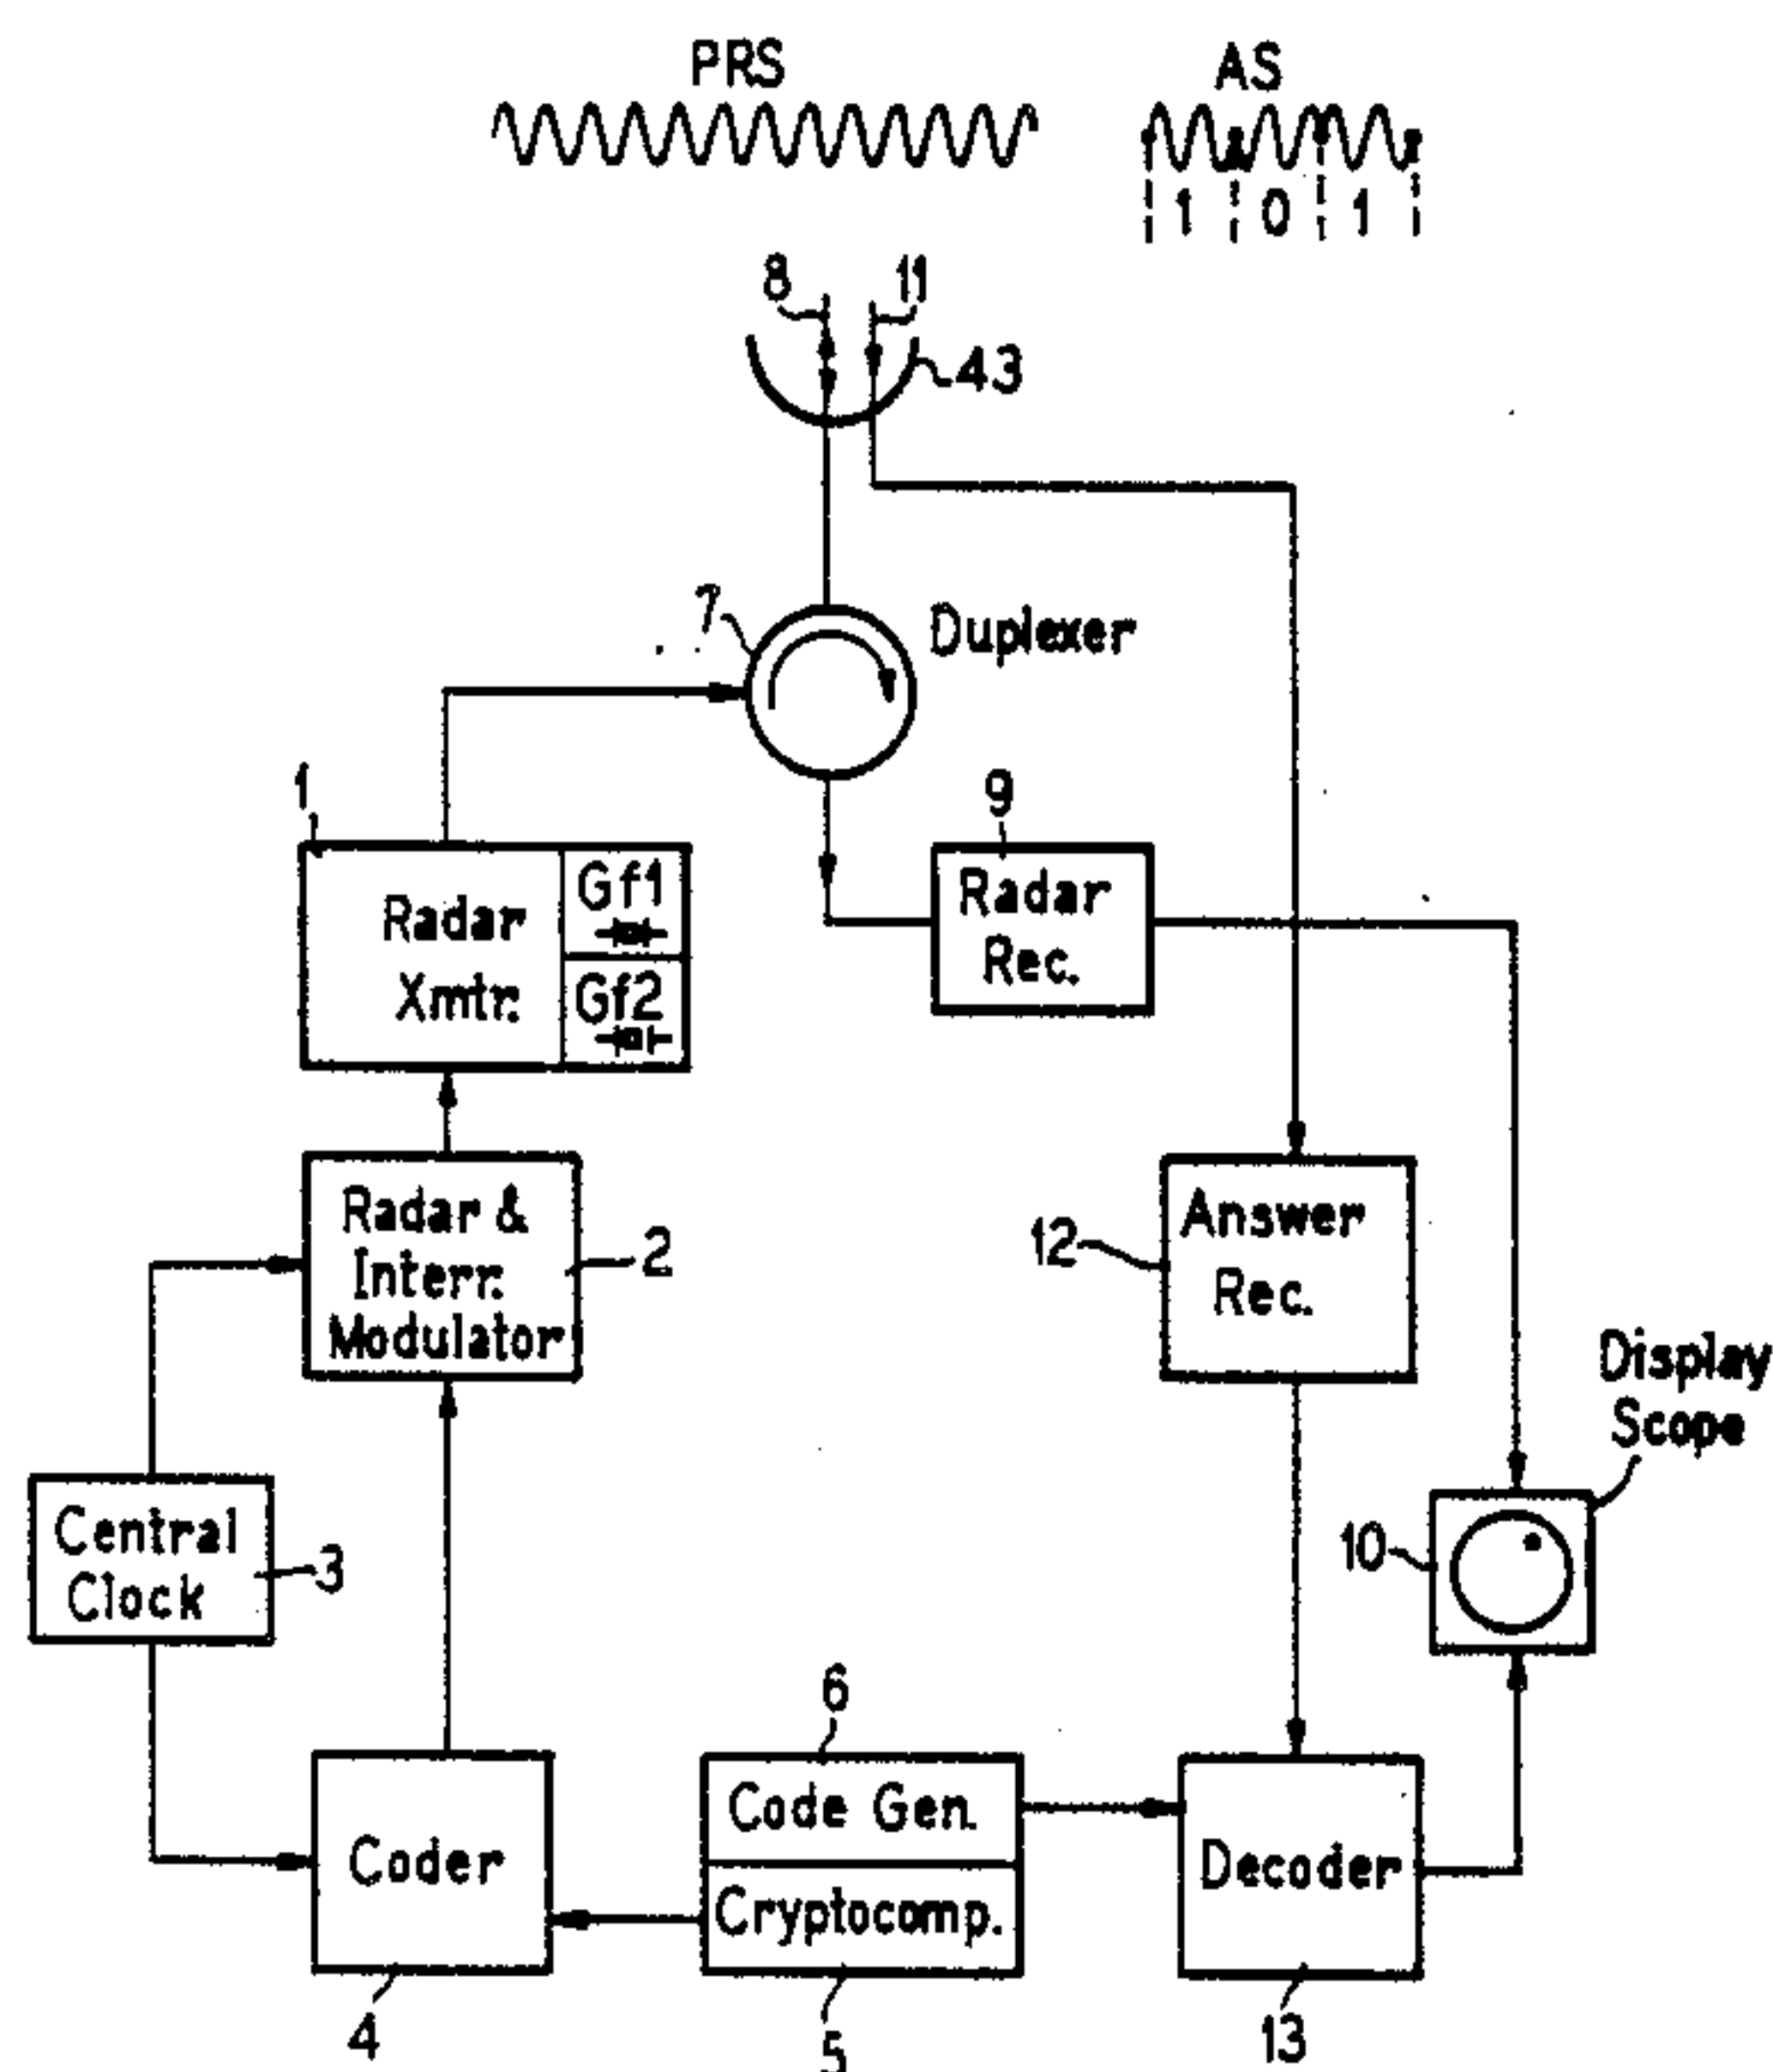 PRS
AS
1 0 1
8
11
43
7
Duplexer
1
9
Radar
Xmtr.
Gf1
Gf2
Radar
Rec.
Radar &
Interr.
Modulator
2
12
Answer
Rec.
Display
Scope
Central
Clock
3
10
6
Coder
Code Gen.
Cryptocomp.
Decoder
4
5
13